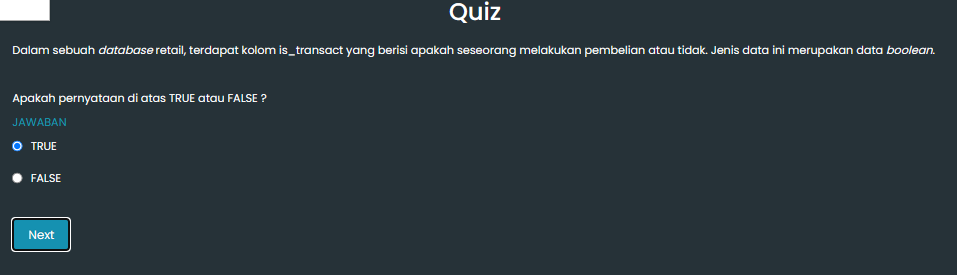 Quiz
Dalam sebuah database retail, terdapat kolom is_transact yang berisi apakah seseorang melakukan pembelian atau tidak. Jenis data ini merupakan data boolean.
Apakah pernyataan di atas TRUE atau FALSE ?
JAWABAN
TRUE
FALSE
Next